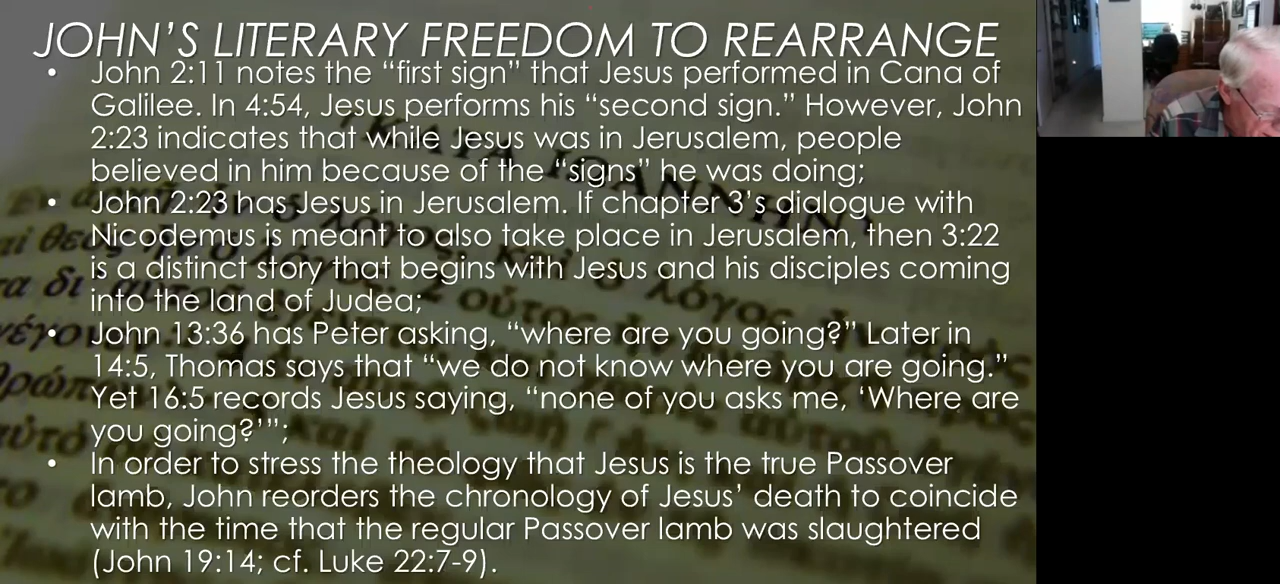 JOHN’S LITERARY FREEDOM TO REARRANGE
• John 2:11 notes the “first sign” that Jesus performed in Cana of
Galilee. In 4:54, Jesus performs his “second sign.” However, John
2:23 indicates that while Jesus was in Jerusalem, people
believed in him because of the “signs” he was doing;
• John 2:23 has Jesus in Jerusalem. If chapter 3’s dialogue with
Nicodemus is meant to also take place in Jerusalem, then 3:22
is a distinct story that begins with Jesus and his disciples coming
into the land of Judea;
• John 13:36 has Peter asking, “where are you going?” Later in
14:5, Thomas says that “we do not know where you are going.”
Yet 16:5 records Jesus saying, “none of you asks me, ‘Where are
you going?’”;
• In order to stress the theology that Jesus is the true Passover
lamb, John reorders the chronology of Jesus’ death to coincide
with the time that the regular Passover lamb was slaughtered
(John 19:14; cf. Luke 22:7-9).